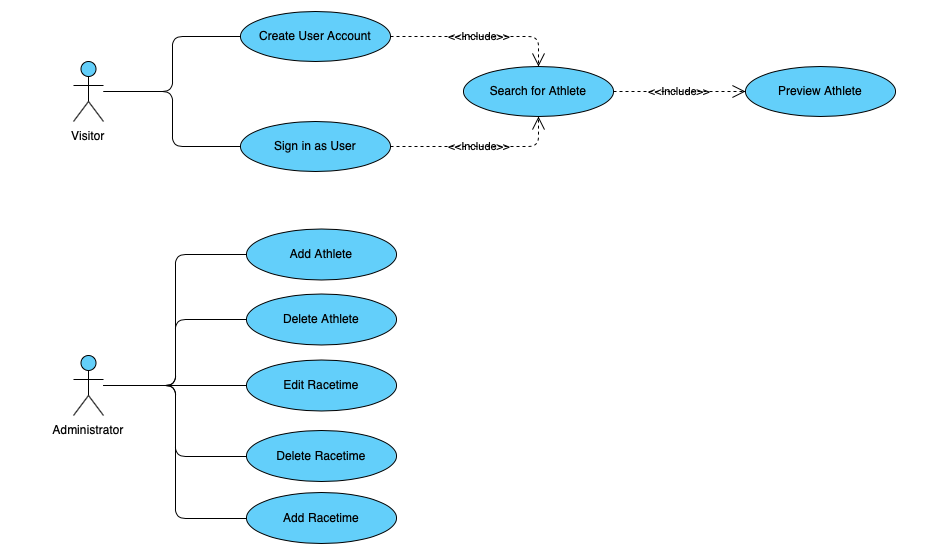 Create User Account
<<Include>>
Search for Athlete
<<Include>>
Preview Athlete
Visitor
Sign in as User
<<Include>>
Add Athlete
Delete Athlete
Edit Racetime
Administrator
Delete Racetime
Add Racetime